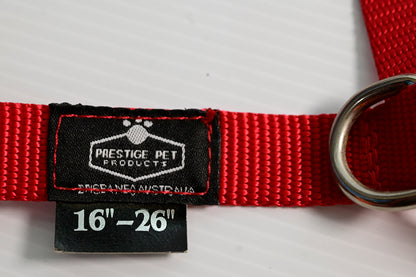 PRESTIGE PET
PRODUCTS
BRISBANE AUSTRALIA
16"–26"